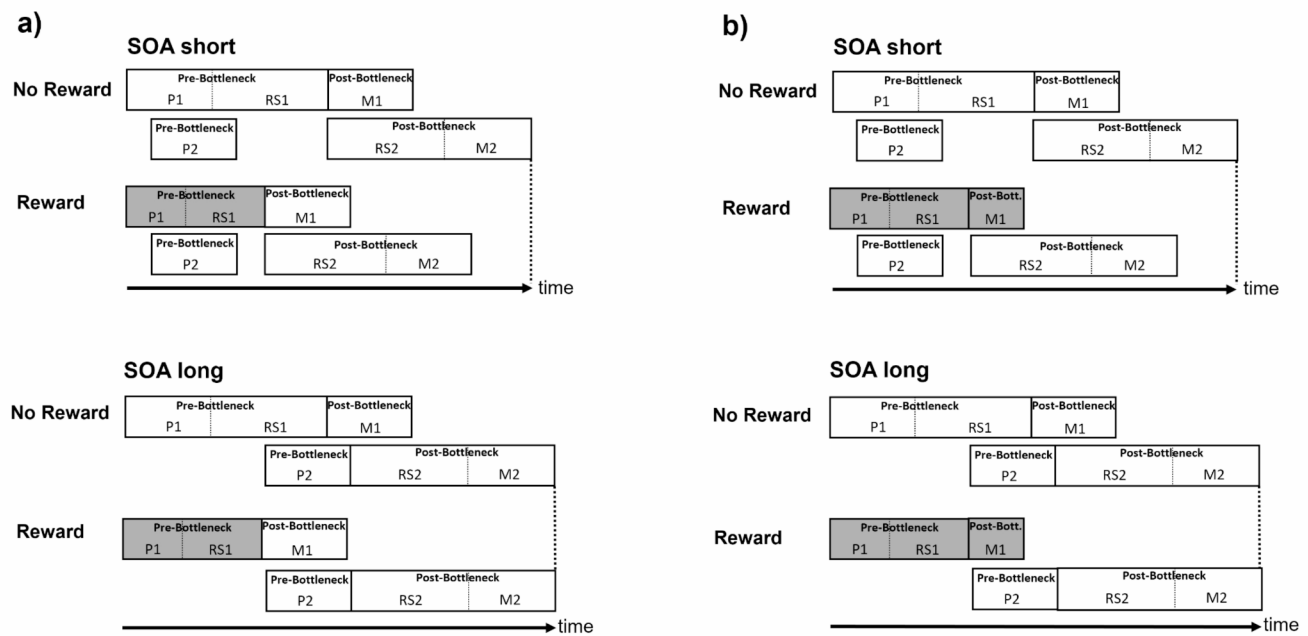 a)
SOA short
No Reward
Pre-Bottleneck Post-Bottleneck
P1 RS1 M1
Pre-Bottleneck Post-Bottleneck
P2 RS2 M2
Reward
Pre-Bottleneck Post-Bottleneck
P1 RS1 M1
Pre-Bottleneck Post-Bottleneck
P2 RS2 M2
time
SOA long
No Reward
Pre-Bottleneck Post-Bottleneck
P1 RS1 M1
Pre-Bottleneck Post-Bottleneck
P2 RS2 M2
Reward
Pre-Bottleneck Post-Bottleneck
P1 RS1 M1
Pre-Bottleneck Post-Bottleneck
P2 RS2 M2
time
b)
SOA short
No Reward
Pre-Bottleneck Post-Bottleneck
P1 RS1 M1
Pre-Bottleneck Post-Bottleneck
P2 RS2 M2
Reward
Pre-Bottleneck Post-Bott.
P1 RS1 M1
Pre-Bottleneck Post-Bottleneck
P2 RS2 M2
time
SOA long
No Reward
Pre-Bottleneck Post-Bottleneck
P1 RS1 M1
Pre-Bottleneck Post-Bottleneck
P2 RS2 M2
Reward
Pre-Bottleneck Post-Bott.
P1 RS1 M1
Pre-Bottleneck Post-Bottleneck
P2 RS2 M2
time